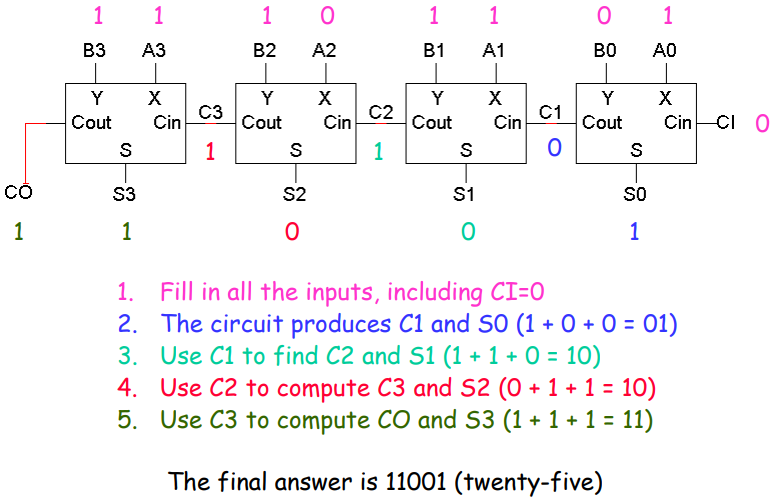 1 1 1 0 1 1 0 1
B3 A3 B2 A2 B1 A1 B0 A0
Y X Y X Y X Y X
Cout Cin C3 Cout Cin C2 Cout Cin C1 Cout Cin CI 0
S 1 S 1 S 0 S
CO S3 S2 S1 S0
1 1 0 0 1
1. Fill in all the inputs, including CI=0
2. The circuit produces C1 and S0 (1 + 0 + 0 = 01)
3. Use C1 to find C2 and S1 (1 + 1 + 0 = 10)
4. Use C2 to compute C3 and S2 (0 + 1 + 1 = 10)
5. Use C3 to compute CO and S3 (1 + 1 + 1 = 11)
The final answer is 11001 (twenty-five)